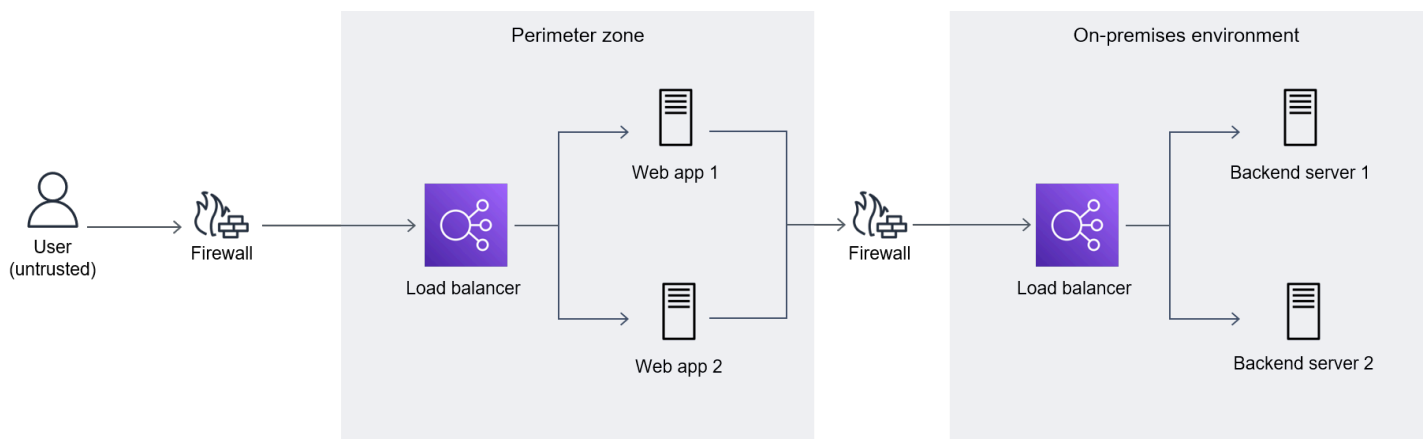 Perimeter zone
On-premises environment
Web app 1
Backend server 1
User
(untrusted)
Firewall
Load balancer
Firewall
Load balancer
Web app 2
Backend server 2